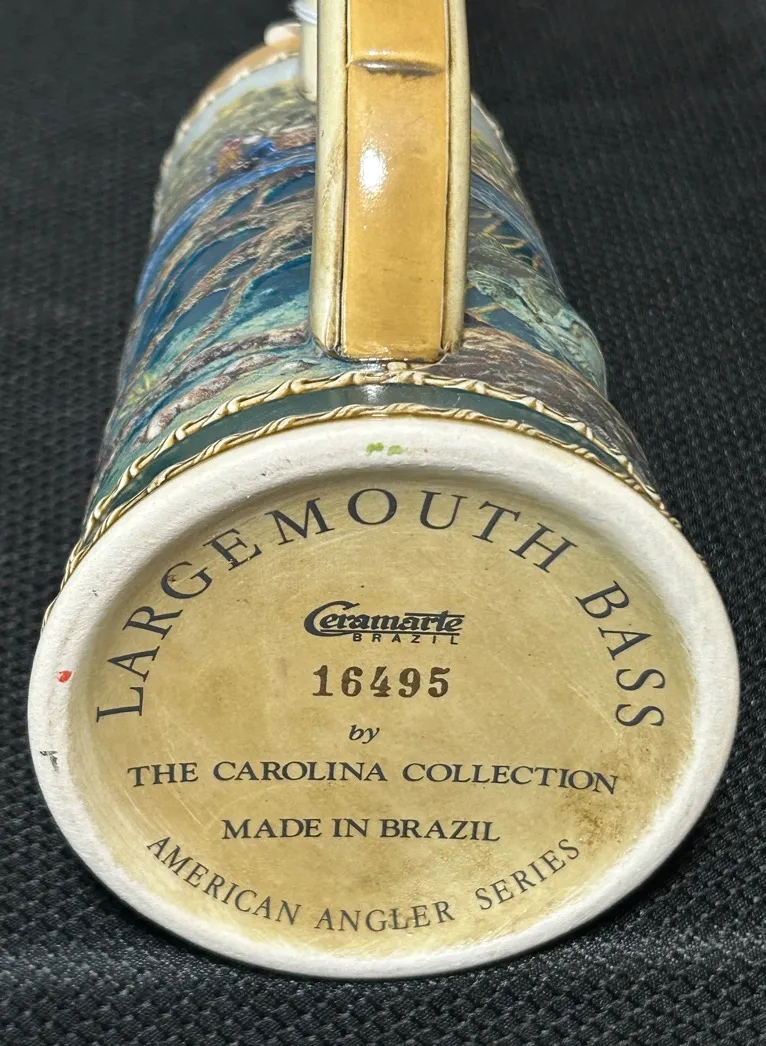 LARGEMOUTH BASS
Ceramarte
BRAZIL
16495
by
THE CAROLINA COLLECTION
MADE IN BRAZIL
AMERICAN ANGLER SERIES